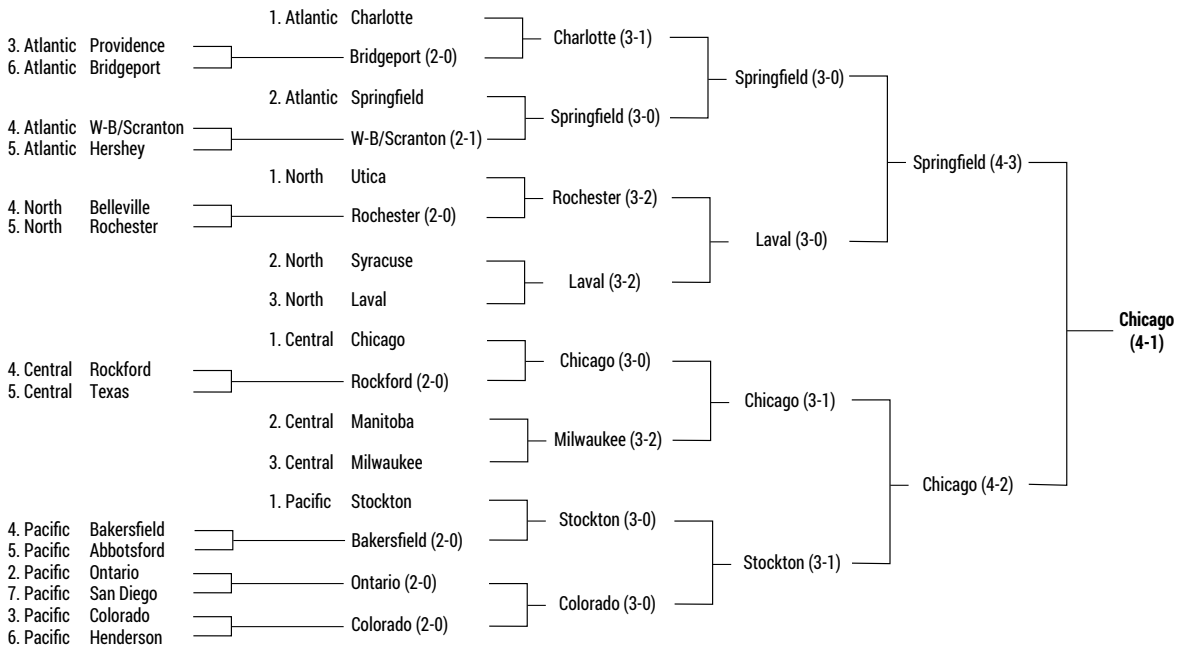 1. Atlantic Charlotte
3. Atlantic Providence
6. Atlantic Bridgeport
Bridgeport (2-0)
Charlotte (3-1)
2. Atlantic Springfield
4. Atlantic W-B/Scranton
5. Atlantic Hershey
W-B/Scranton (2-1)
Springfield (3-0)
Springfield (3-0)
1. North Utica
4. North Belleville
5. North Rochester
Rochester (2-0)
Rochester (3-2)
2. North Syracuse
3. North Laval
Laval (3-2)
Laval (3-0)
Springfield (4-3)
1. Central Chicago
4. Central Rockford
5. Central Texas
Rockford (2-0)
Chicago (3-0)
2. Central Manitoba
3. Central Milwaukee
Milwaukee (3-2)
Chicago (3-1)
1. Pacific Stockton
4. Pacific Bakersfield
5. Pacific Abbotsford
Bakersfield (2-0)
Stockton (3-0)
2. Pacific Ontario
7. Pacific San Diego
Ontario (2-0)
3. Pacific Colorado
6. Pacific Henderson
Colorado (2-0)
Colorado (3-0)
Stockton (3-1)
Chicago (4-2)
Chicago
(4-1)